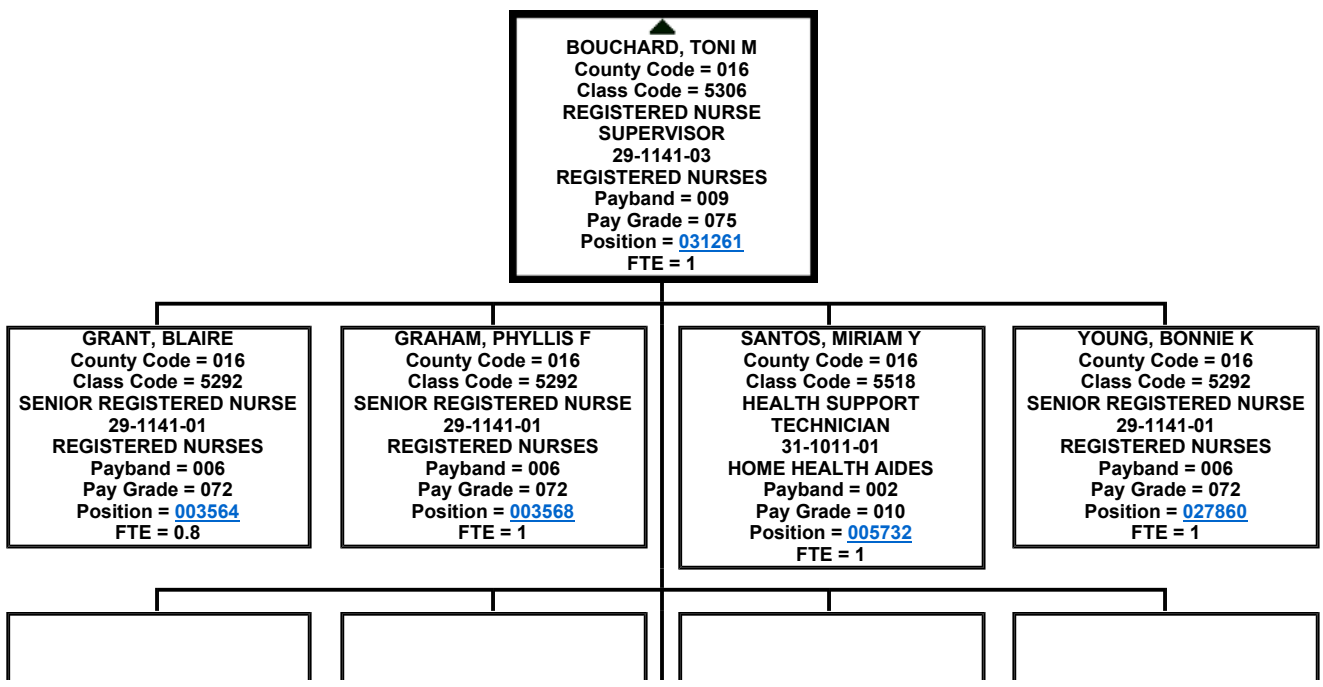 BOUCHARD, TONI M
County Code = 016
Class Code = 5306
REGISTERED NURSE
SUPERVISOR
29-1141-03
REGISTERED NURSES
Payband = 009
Pay Grade = 075
Position = 031261
FTE = 1
GRANT, BLAIRE
County Code = 016
Class Code = 5292
SENIOR REGISTERED NURSE
29-1141-01
REGISTERED NURSES
Payband = 006
Pay Grade = 072
Position = 003564
FTE = 0.8
GRAHAM, PHYLLIS F
County Code = 016
Class Code = 5292
SENIOR REGISTERED NURSE
29-1141-01
REGISTERED NURSES
Payband = 006
Pay Grade = 072
Position = 003568
FTE = 1
SANTOS, MIRIAM Y
County Code = 016
Class Code = 5518
HEALTH SUPPORT
TECHNICIAN
31-1011-01
HOME HEALTH AIDES
Payband = 002
Pay Grade = 010
Position = 005732
FTE = 1
YOUNG, BONNIE K
County Code = 016
Class Code = 5292
SENIOR REGISTERED NURSE
29-1141-01
REGISTERED NURSES
Payband = 006
Pay Grade = 072
Position = 027860
FTE = 1